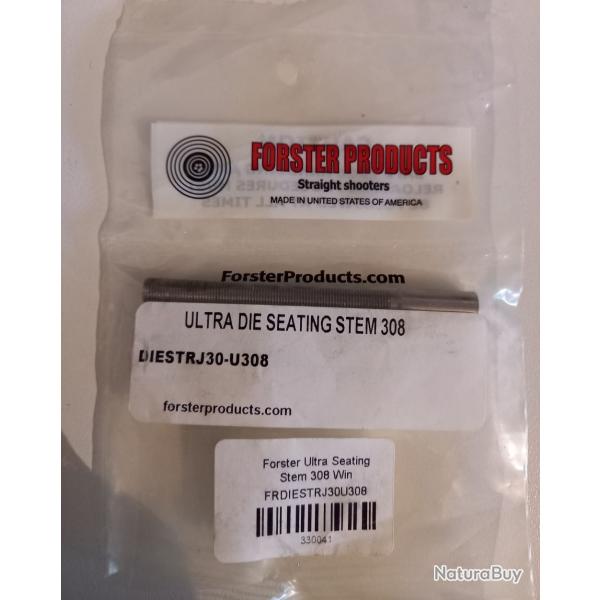 FORSTER PRODUCTS
Straight shooters
MADE IN UNITED STATES OF AMERICA
ForsterProducts.com
ULTRA DIE SEATING STEM 308
DIESTRJ30-U308
forsterproducts.com
Forster Ultra Seating
Stem 308 Win
FRDIESTRJ30U308
330041
NaturaBuy